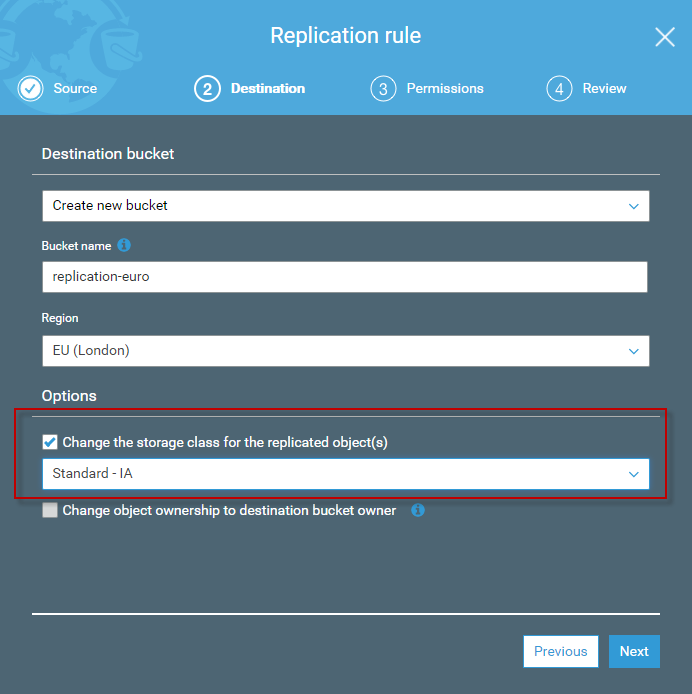 Replication rule
Source
2 Destination
3 Permissions
4 Review
Destination bucket
Create new bucket
Bucket name
replication-euro
Region
EU (London)
Options
Change the storage class for the replicated object(s)
Standard - IA
Change object ownership to destination bucket owner
Previous
Next